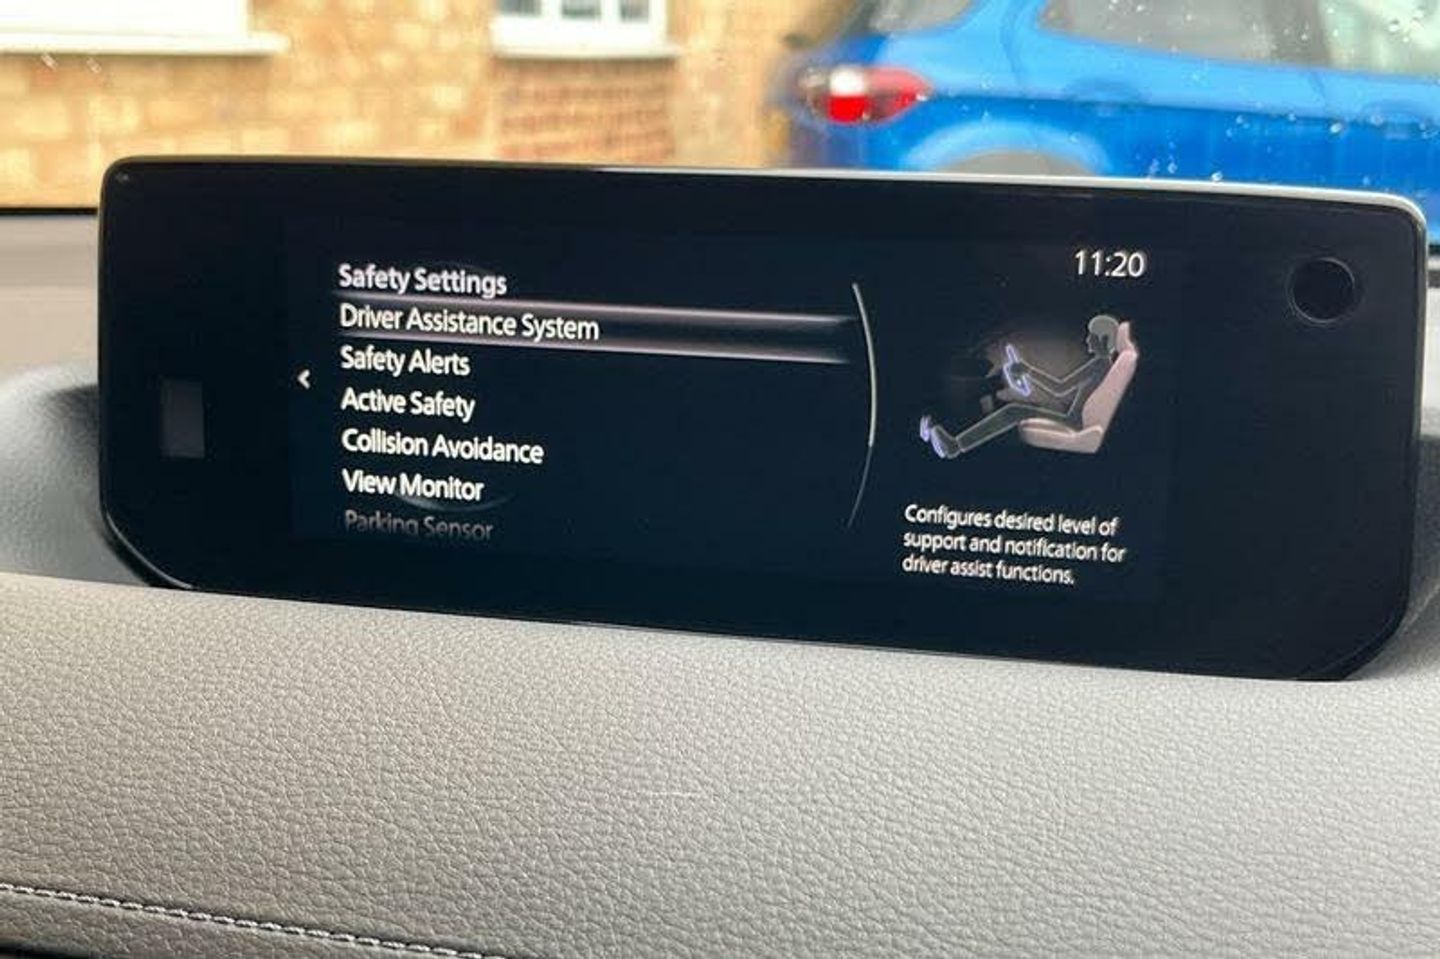 11:20
Safety Settings
Driver Assistance System
Safety Alerts
Active Safety
Collision Avoidance
View Monitor
Parking Sensor
Configures desired level of
support and notification for
driver assist functions.